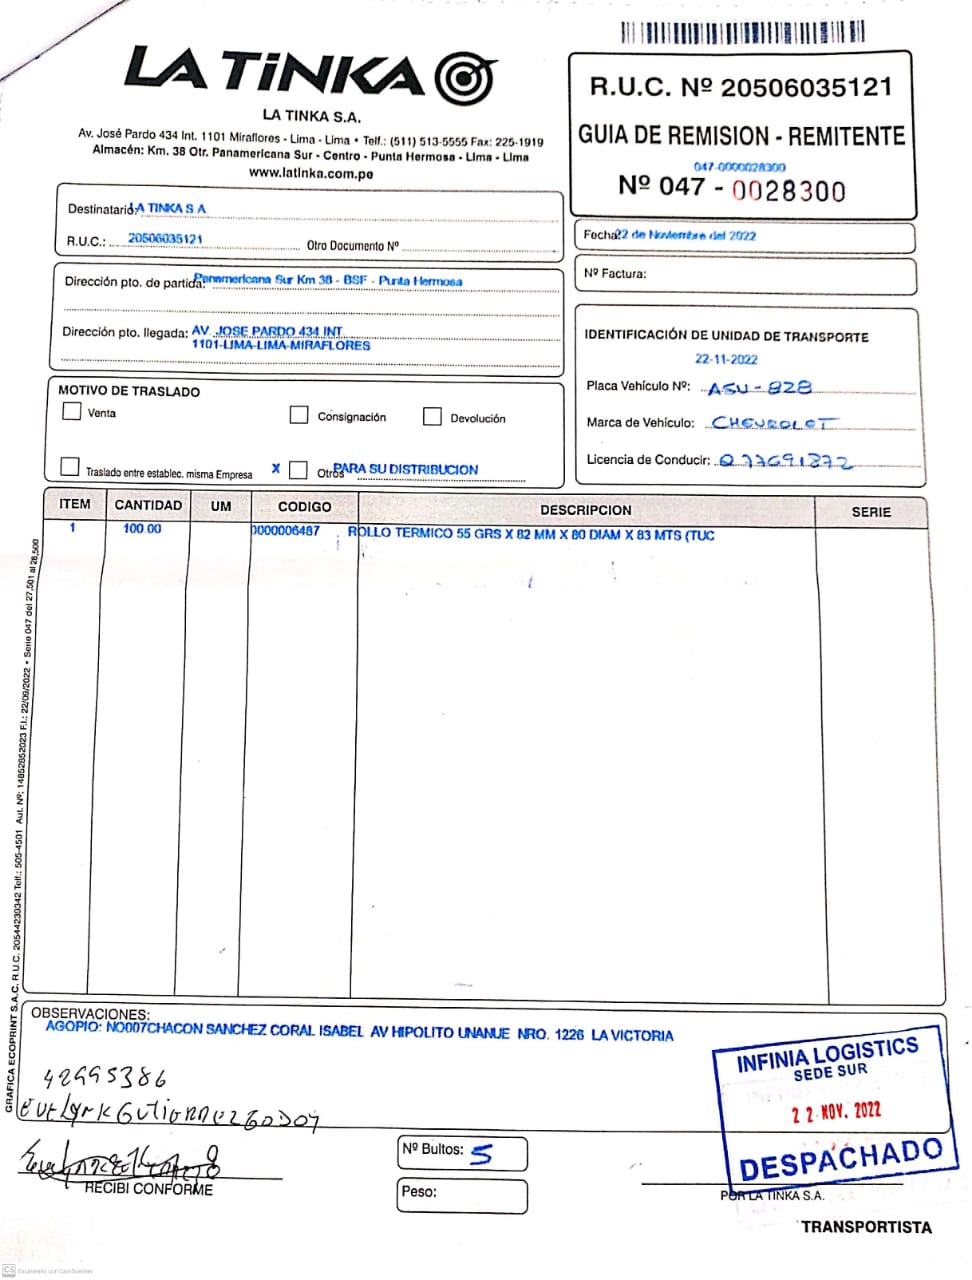 LA TiNKA
LA TINKA S.A.
Av. José Pardo 434 Int. 1101 Miraflores - Lima - Lima • Telf.: (511) 513-5555 Fax: 225-1919
Almacén: Km. 38 Otr. Panamericana Sur - Centro - Punta Hermosa - Lima - Lima
www.latinka.com.pe
R.U.C. Nº 20506035121
GUIA DE REMISION - REMITENTE
047-0000028300
Nº 047 - 0028300
Destinatario: LA TINKA S A
R.U.C.: 20506035121 Otro Documento Nº
Fecha: 22 de Noviembre del 2022
Nº Factura:
Dirección pto. de partida: Panamericana Sur Km 38 - BSF - Punta Hermosa
Dirección pto. llegada: AV. JOSE PARDO 434 INT.
1101-LIMA-LIMA-MIRAFLORES
IDENTIFICACIÓN DE UNIDAD DE TRANSPORTE
22-11-2022
Placa Vehículo Nº: ASU-828
Marca de Vehículo: CHEVROLET
Licencia de Conducir: Q77691872
MOTIVO DE TRASLADO
Venta Consignación Devolución
Traslado entre establec. misma Empresa X Otros PARA SU DISTRIBUCION
ITEM CANTIDAD UM CODIGO DESCRIPCION SERIE
1 100.00 0000006487 ROLLO TERMICO 55 GRS X 82 MM X 80 DIAM X 83 MTS (TUC
GRAFICA ECOPRINT S.A.C. R.U.C. 20544230342 Telf.: 505-4501 Aut. Nº: 14852852023 F.I.: 22/09/2022 • Serie 047 del 27,501 al 28,500
OBSERVACIONES:
AGOPIO: NO007CHACON SANCHEZ CORAL ISABEL AV HIPOLITO UNANUE NRO. 1226 LA VICTORIA
42995386
INFINIA LOGISTICS
SEDE SUR
22 NOV. 2022
DESPACHADO
RECIBI CONFORME
Nº Bultos: 5
Peso:
POR LA TINKA S.A.
TRANSPORTISTA
CS Escaneado con CamScanner